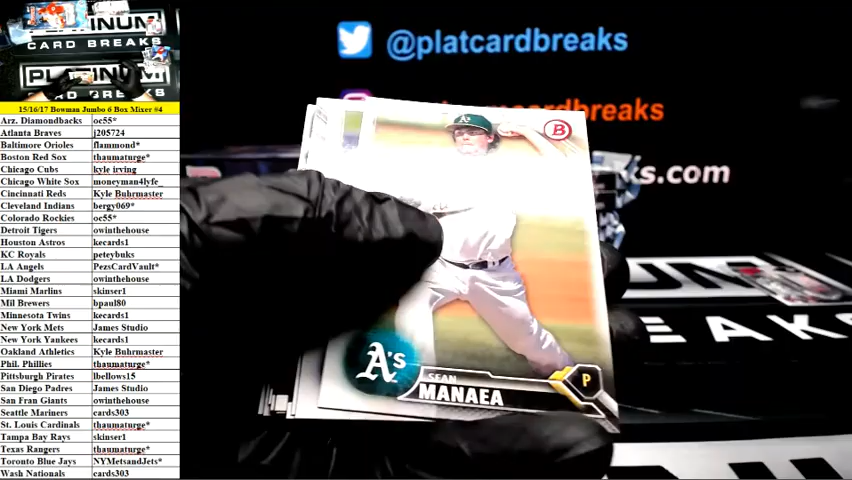 PLATINUM
CARD BREAKS
PLATINUM
CARD BREAKS
15/16/17 Bowman Jumbo 6 Box Mixer #4
Arz. Diamondbacks oc55*
Atlanta Braves j205724
Baltimore Orioles flammond*
Boston Red Sox thaumaturge*
Chicago Cubs kyle irving
Chicago White Sox moneyman4lyfe_
Cincinnati Reds Kyle Buhrmaster
Cleveland Indians bergy069*
Colorado Rockies oc55*
Detroit Tigers owinthehouse
Houston Astros kecards1
KC Royals peteybuks
LA Angels PezsCardVault*
LA Dodgers owinthehouse
Miami Marlins skinser1
Mil Brewers bpaul80
Minnesota Twins kecards1
New York Mets James Studio
New York Yankees kecards1
Oakland Athletics Kyle Buhrmaster
Phil. Phillies thaumaturge*
Pittsburgh Pirates lbellows15
San Diego Padres James Studio
San Fran Giants owinthehouse
Seattle Mariners cards303
St. Louis Cardinals thaumaturge*
Tampa Bay Rays skinser1
Texas Rangers thaumaturge*
Toronto Blue Jays NYMetsandJets*
Wash Nationals cards303
@platcardbreaks
cardbreaks
s.com
B
A's
A's
SEAN
MANAEA
P
EAK